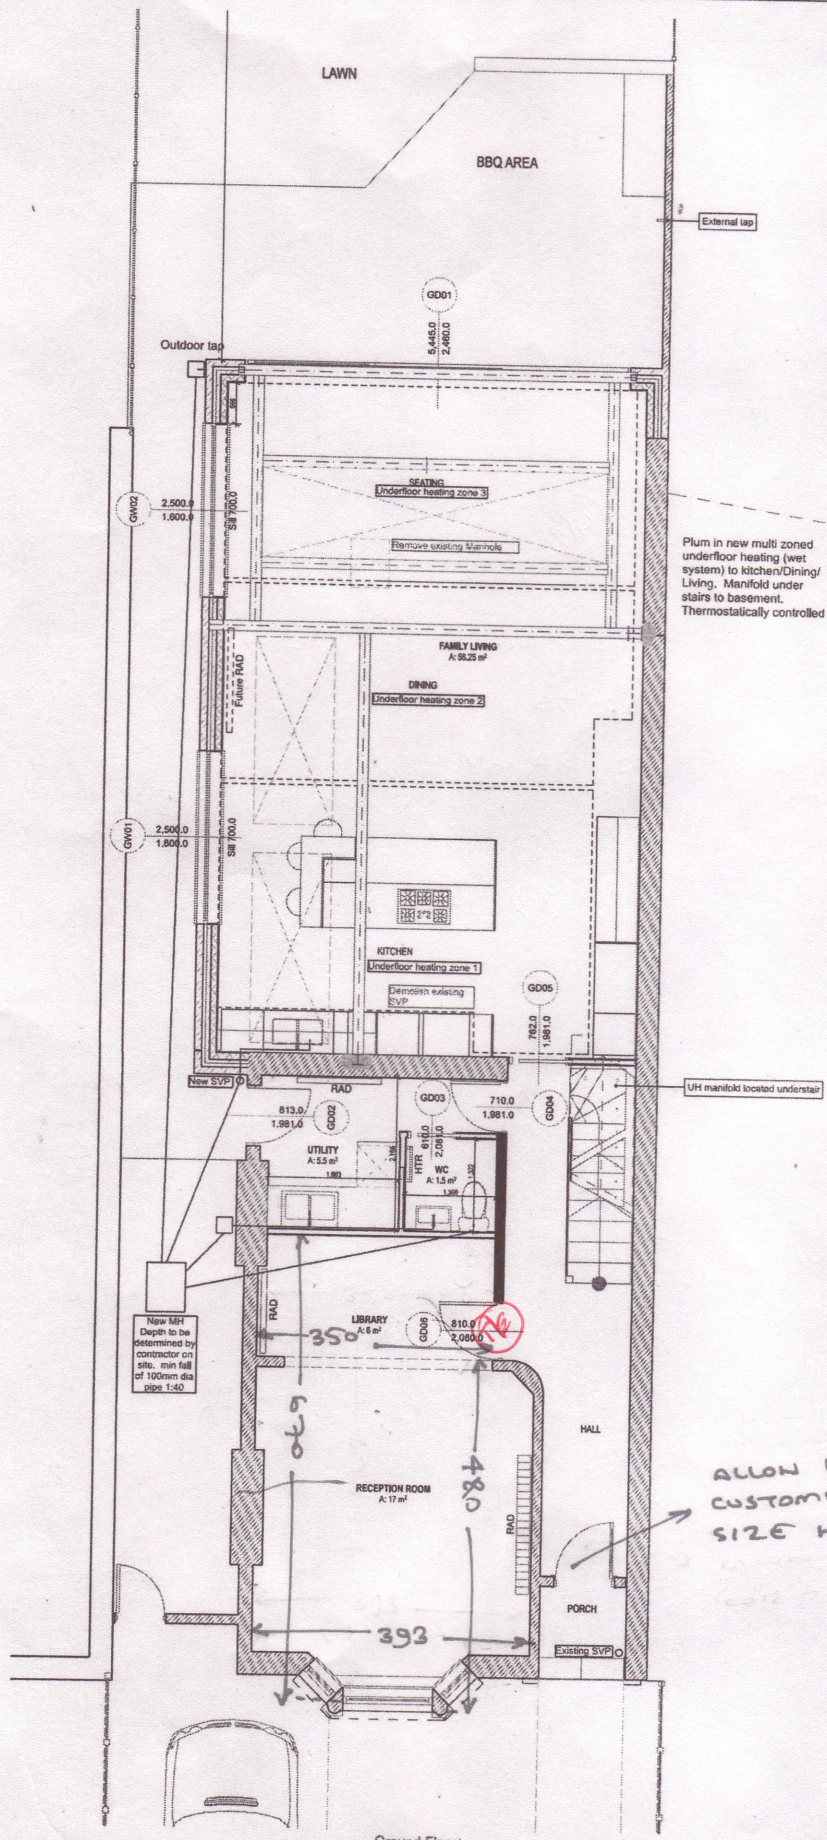 LAWN
BBQ AREA
External tap
GD01
5,445.0
2,460.0
Outdoor tap
GW02
2,500.0
1,600.0
Sill 700.0
SEATING
Underfloor heating zone 3
Remove existing Manhole
Plum in new multi zoned
underfloor heating (wet
system) to kitchen/Dining/
Living. Manifold under
stairs to basement.
Thermostatically controlled
FAMILY LIVING
A: 56.25 m²
Future RAD
DINING
Underfloor heating zone 2
GW01
2,500.0
1,600.0
Sill 700.0
KITCHEN
Underfloor heating zone 1
Demolish existing
SVP
GD05
762.0
1,981.0
New SVP
RAD
UH manifold located understair
GD03
710.0
1,981.0
GD04
813.0
1,981.0
GD02
610.0
2,081.0
UTILITY
A: 5.5 m²
HTR
WC
A: 1.5 m²
New MH
Depth to be
determined by
contractor on
site. min fall
of 100mm dia
pipe 1:40
RAD
LIBRARY
A: 6 m²
GD06
810.0
2,080.0
350
670
480
HALL
RECEPTION ROOM
A: 17 m²
RAD
ALLOW
CUSTOM
SIZE
393
PORCH
Existing SVP